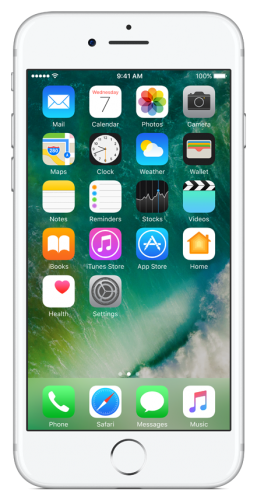 9:41 AM 100%
Wednesday
7
Mail Calendar Photos Camera
280
Maps Clock Weather Wallet
Notes Reminders Stocks Videos
iBooks iTunes Store App Store Home
Health Settings
Phone Safari Messages Music